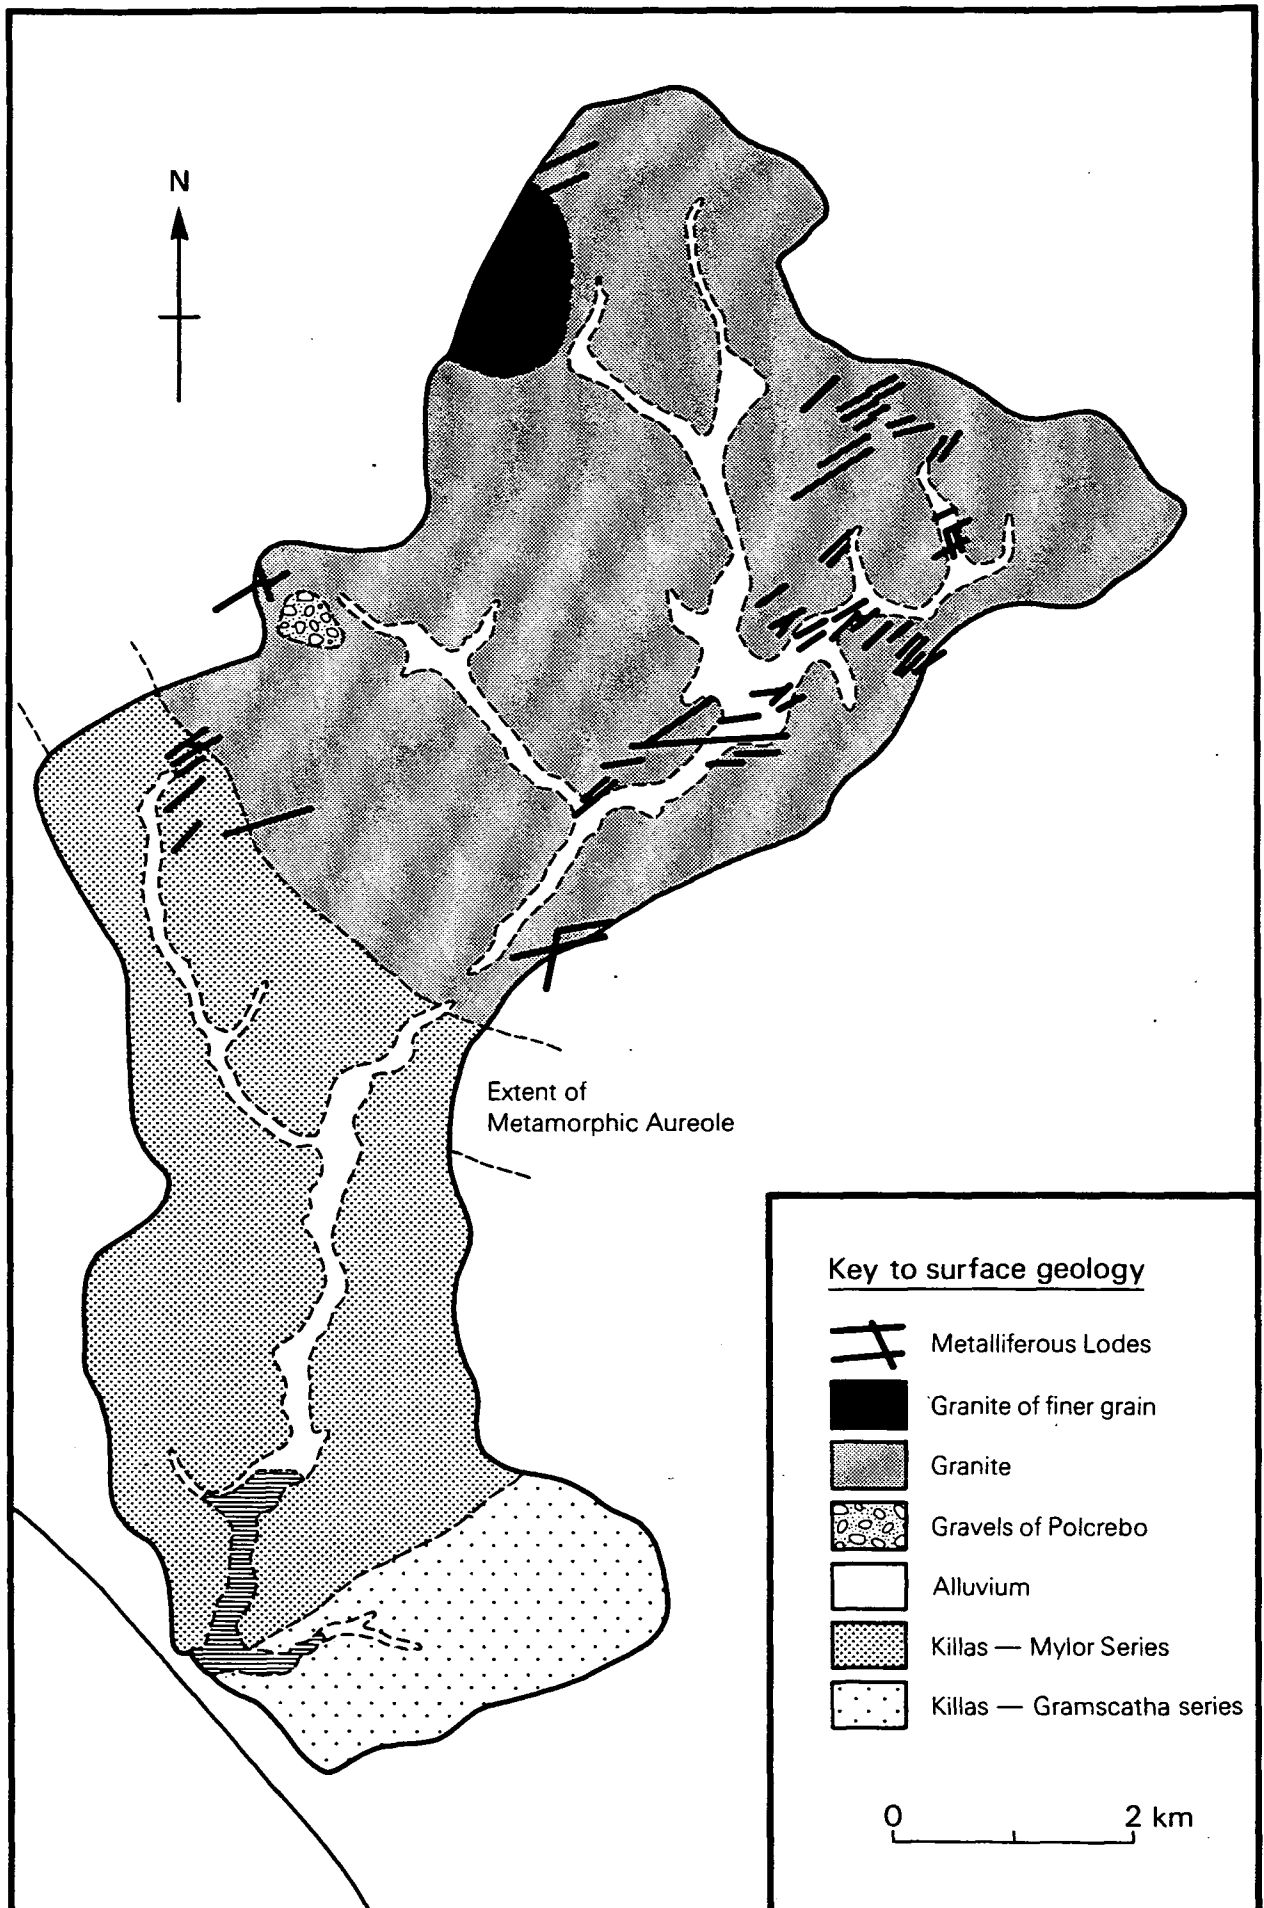 N
Extent of
Metamorphic Aureole
Key to surface geology
Metalliferous Lodes
Granite of finer grain
Granite
Gravels of Polcrebo
Alluvium
Killas — Mylor Series
Killas — Gramscatha series
0 2 km